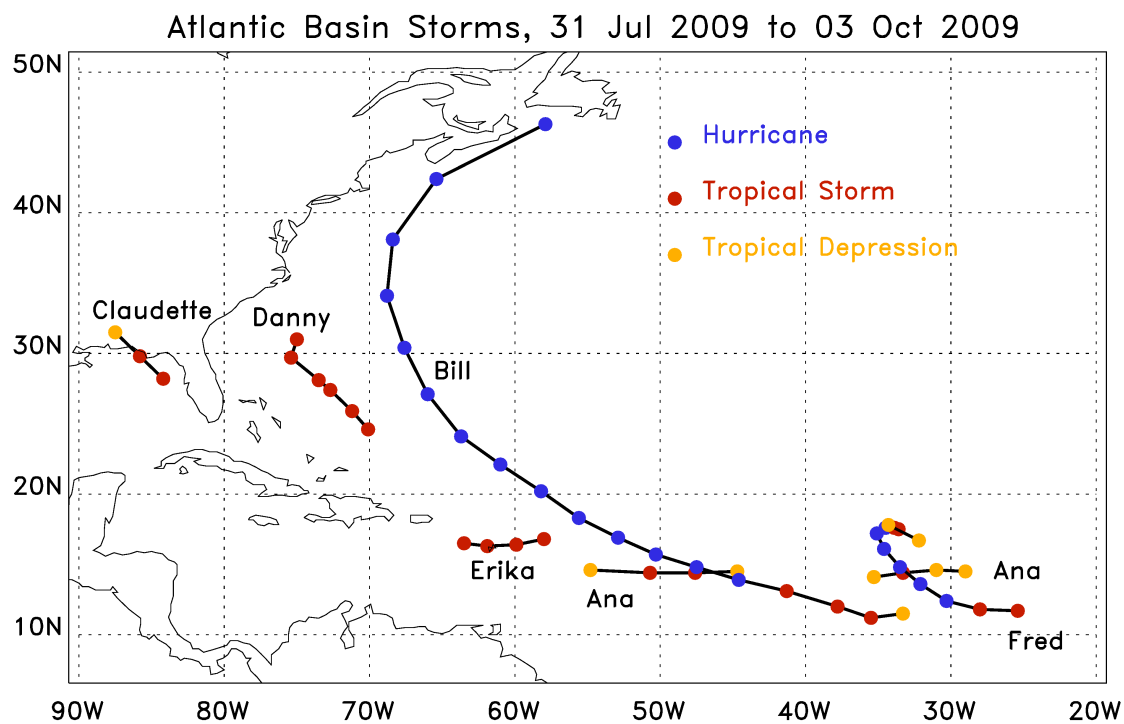 Atlantic Basin Storms, 31 Jul 2009 to 03 Oct 2009
50N
Hurricane
Tropical Storm
40N
Tropical Depression
Claudette
Danny
30N
Bill
20N
Erika
Ana
Ana
10N
Fred
90W 80W 70W 60W 50W 40W 30W 20W